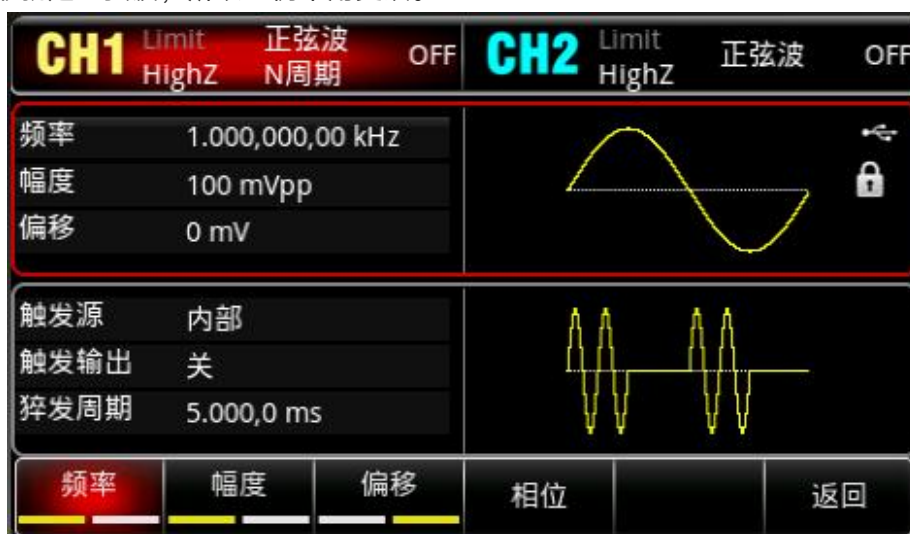 CH1 Limit 正弦波 OFF CH2 Limit 正弦波 OFF
HighZ N周期 HighZ
频率 1.000,000,00 kHz
幅度 100 mVpp
偏移 0 mV
触发源 内部
触发输出 关
猝发周期 5.000,0 ms
频率 幅度 偏移 相位 返回